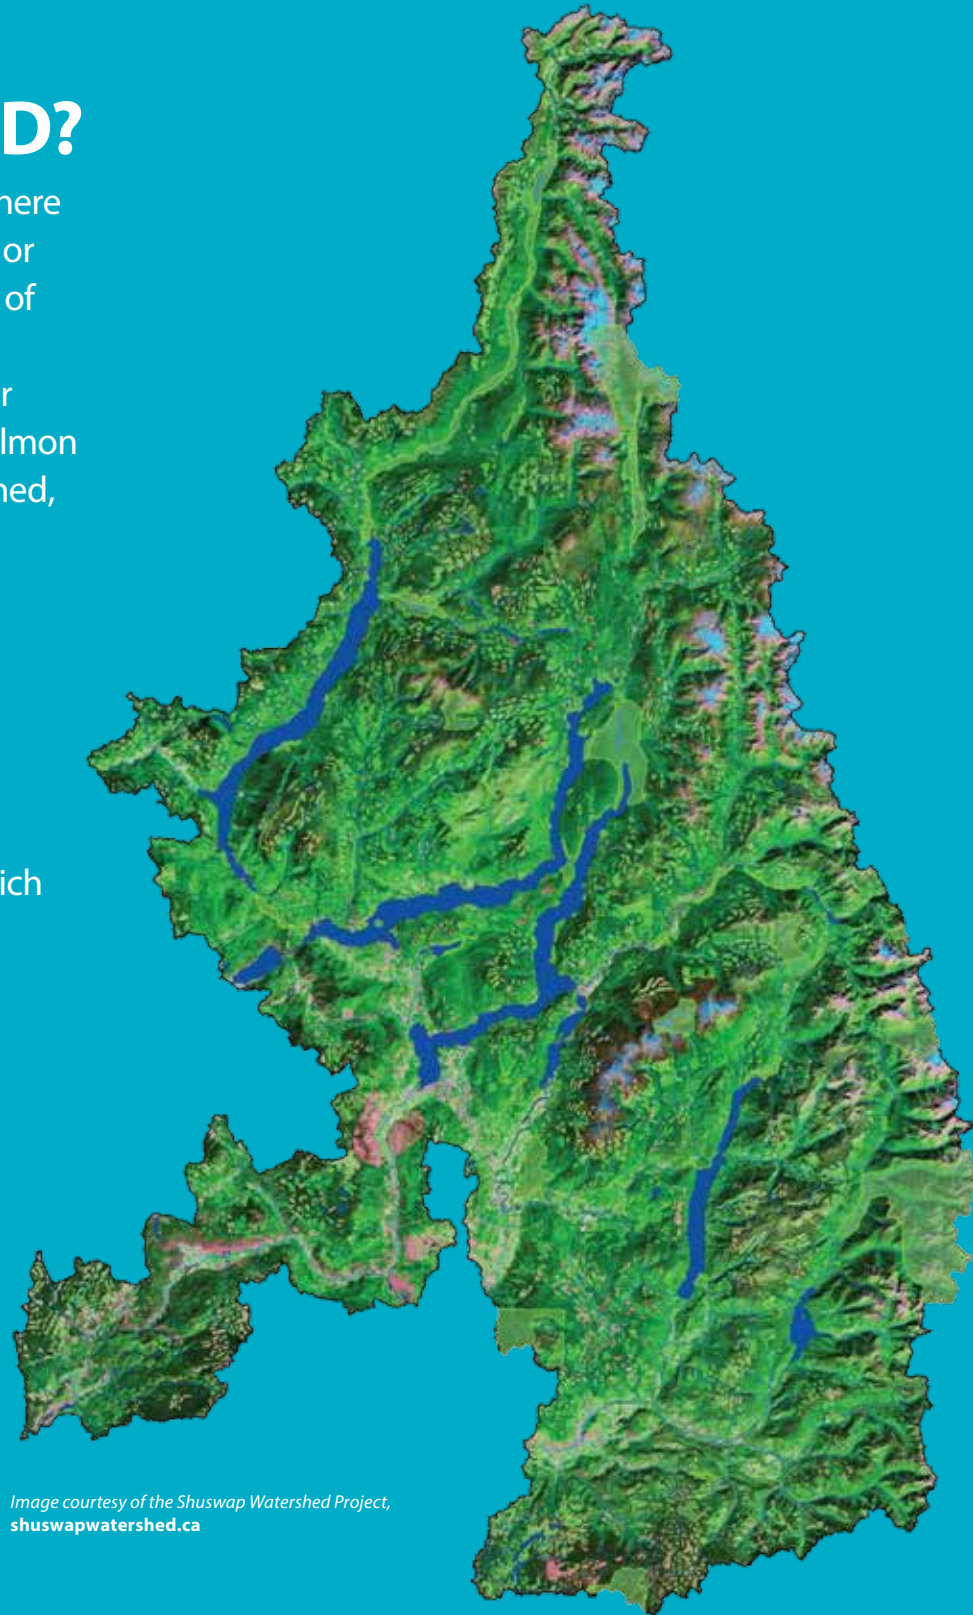 D?
here
or
of
r
lmon
ned,
ich
Image courtesy of the Shuswap Watershed Project,
shuswapwatershed.ca